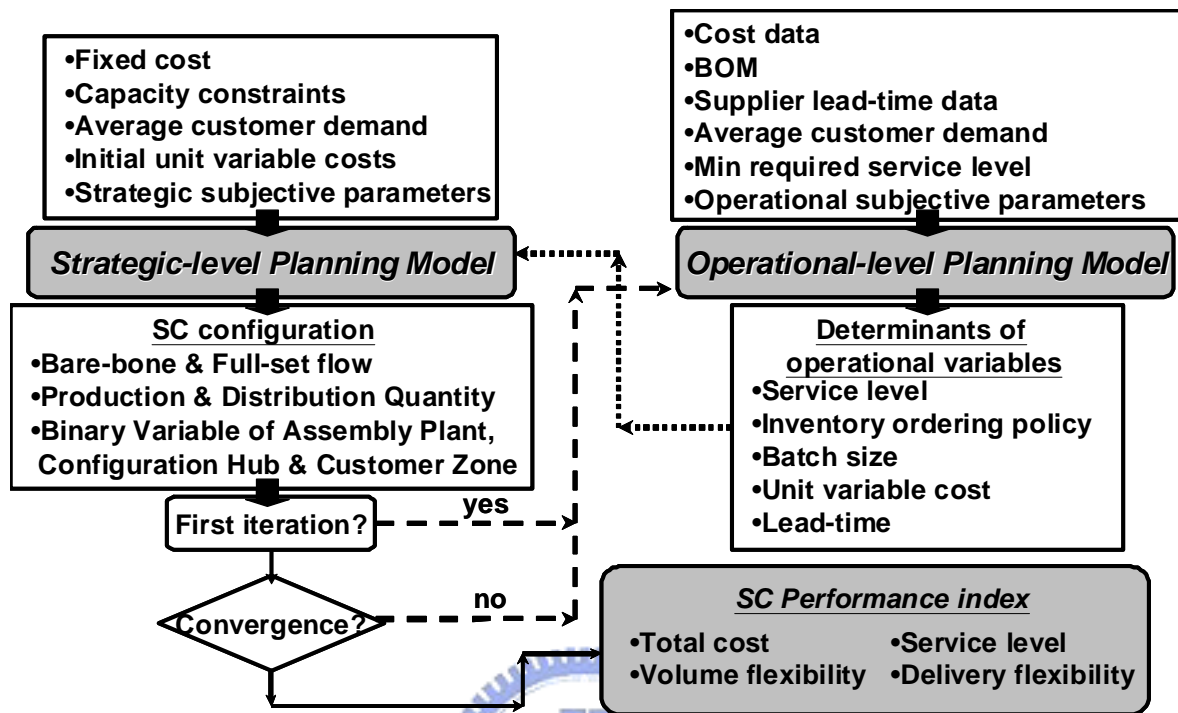 •Fixed cost
•Capacity constraints
•Average customer demand
•Initial unit variable costs
•Strategic subjective parameters
•Cost data
•BOM
•Supplier lead-time data
•Average customer demand
•Min required service level
•Operational subjective parameters
Strategic-level Planning Model
Operational-level Planning Model
SC configuration
•Bare-bone & Full-set flow
•Production & Distribution Quantity
•Binary Variable of Assembly Plant,
Configuration Hub & Customer Zone
Determinants of
operational variables
•Service level
•Inventory ordering policy
•Batch size
•Unit variable cost
•Lead-time
First iteration?
yes
Convergence?
no
SC Performance index
•Total cost
•Service level
•Volume flexibility
•Delivery flexibility